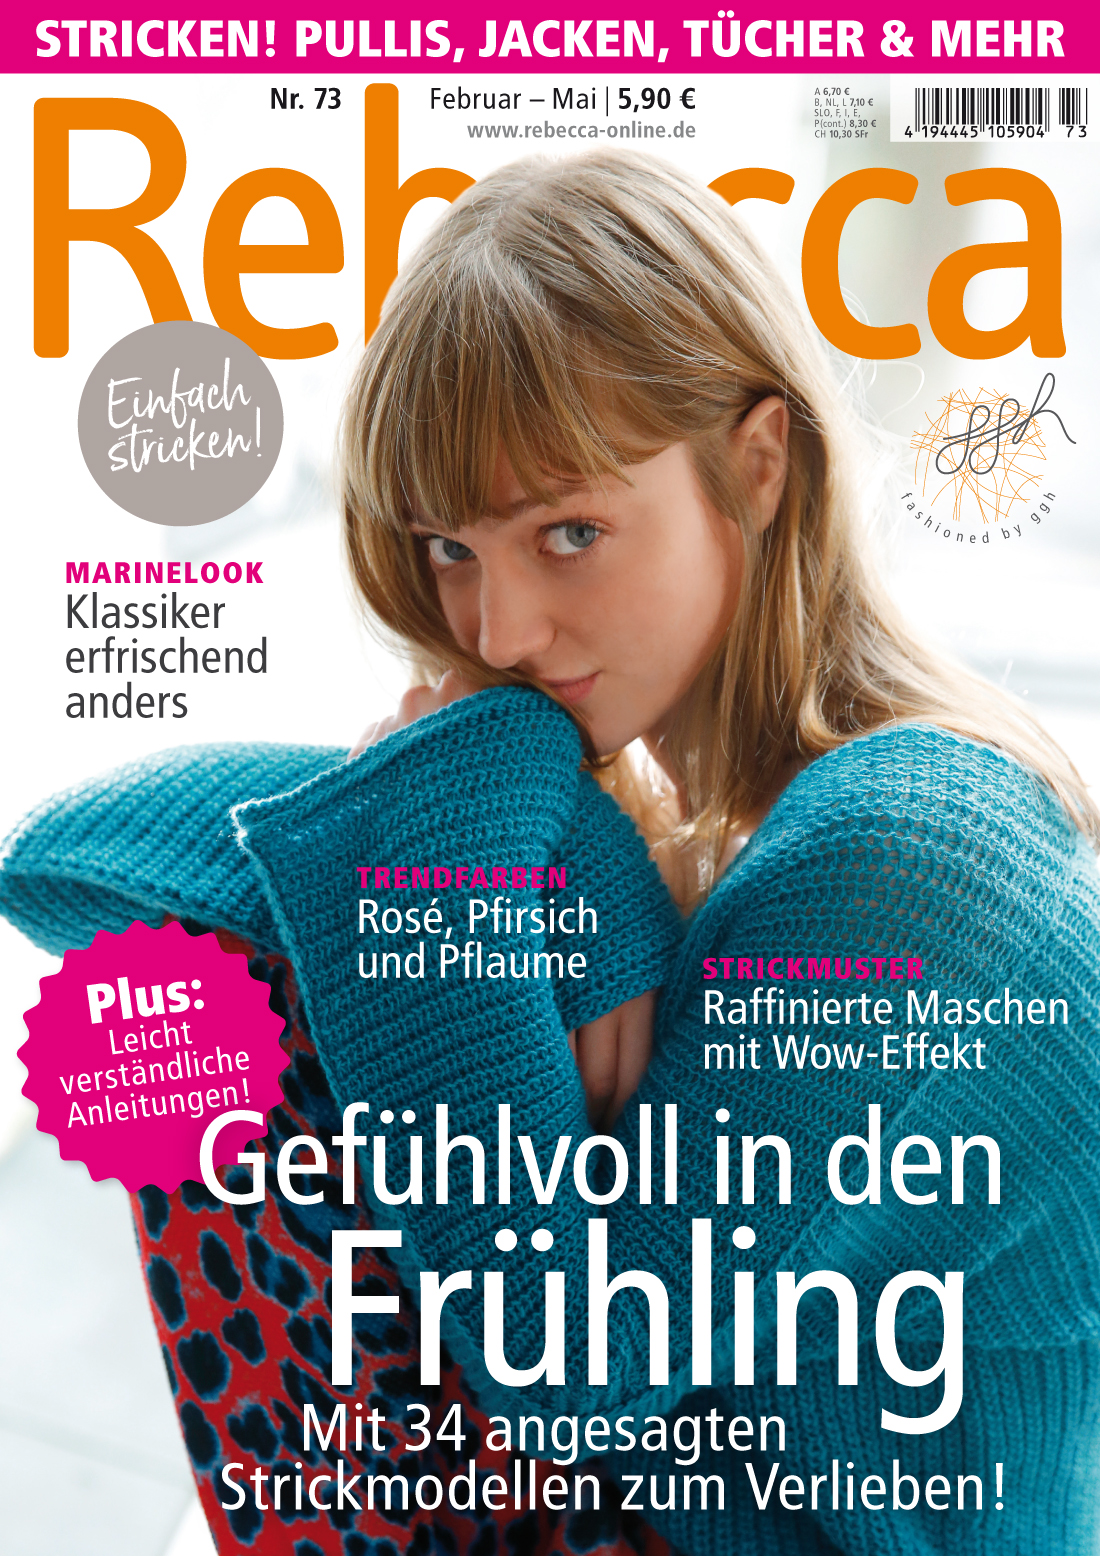 STRICKEN! PULLIS, JACKEN, TÜCHER & MEHR
Nr. 73
Februar – Mai | 5,90 €
www.rebecca-online.de
A 6,70 €
B, NL, L 7,10 €
SLO, F, I, E,
P(cont.) 8,30 €
CH 10,30 SFr
4 194445 105904 73
Rebecca
Einfach
stricken!
ggh
fashioned by ggh
MARINELOOK
Klassiker
erfrischend
anders
TRENDFARBEN
Rosé, Pfirsich
und Pflaume
STRICKMUSTER
Raffinierte Maschen
mit Wow-Effekt
Plus:
Leicht
verständliche
Anleitungen!
Gefühlvoll in den
Frühling
Mit 34 angesagten
Strickmodellen zum Verlieben!